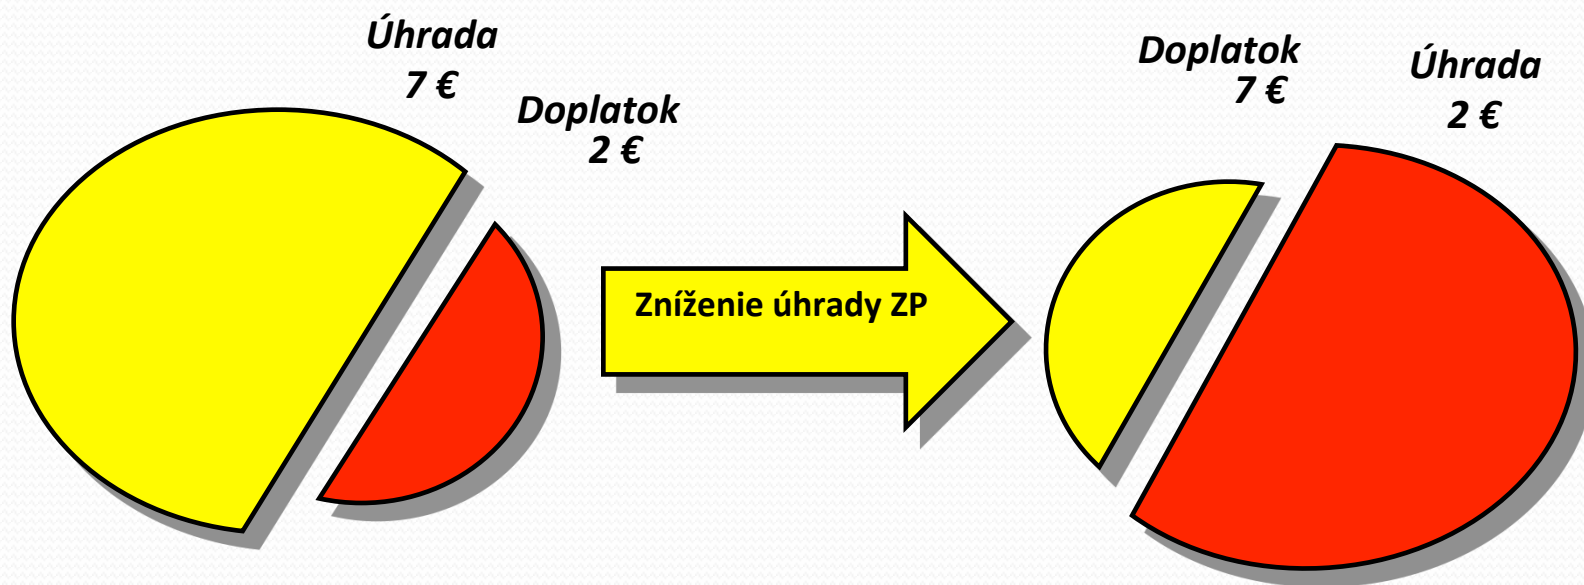 Úhrada
7 €
Doplatok
2 €
Zníženie úhrady ZP
Doplatok
7 €
Úhrada
2 €